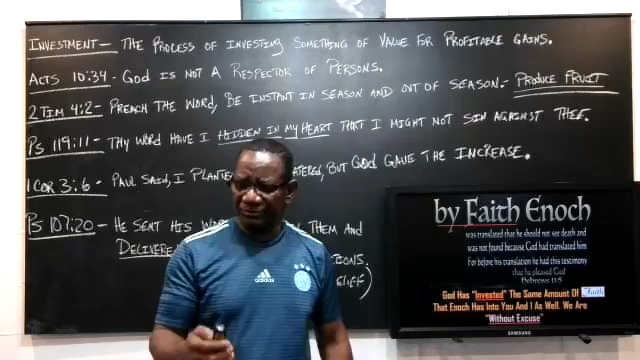 INVESTMENT— THE PROCESS OF INVESTING SOMETHING OF VALUE FOR PROFITABLE GAINS.
ACTS 10:34 - GOD IS NOT A RESPECTOR OF PERSONS.
2 TIM 4:2 - PREACH THE WORD, BE INSTANT IN SEASON AND OUT OF SEASON. - PRODUCE FRUIT
PS 119:11 - THY WORD HAVE I HIDDEN IN MY HEART THAT I MIGHT NOT SIN AGAINST THEE.
1 COR 3:6 - PAUL SAID, I PLANTE ATERED, BUT GOD GAVE THE INCREASE.
PS 107:20 - HE SENT HIS WOR THEM AND
DELIVERE TIONS.
adidas
by Faith Enoch
was translated that he should not see death and
was not found because God had translated him
For before his translation he had this testimony
that he pleased God
Hebrews 11:5
God Has "Invested" The Same Amount Of Faith
That Enoch Has Into You And I As Well. We Are
"Without Excuse"
SAMSUNG